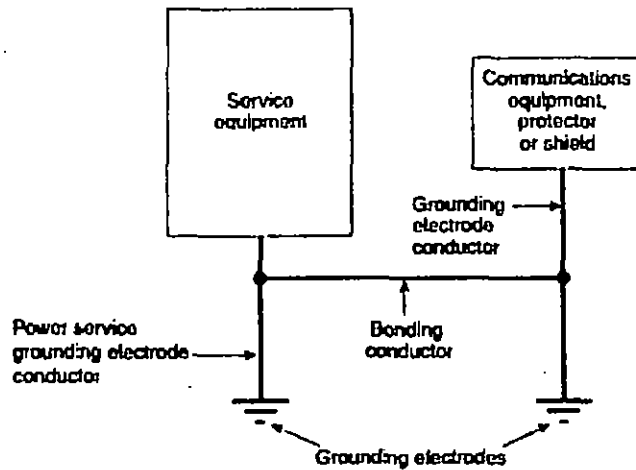 Service
equipment
Communications
equipment,
protector
or shield
Grounding
electrode
conductor
Power service
grounding electrode
conductor
Bonding
conductor
Grounding electrodes